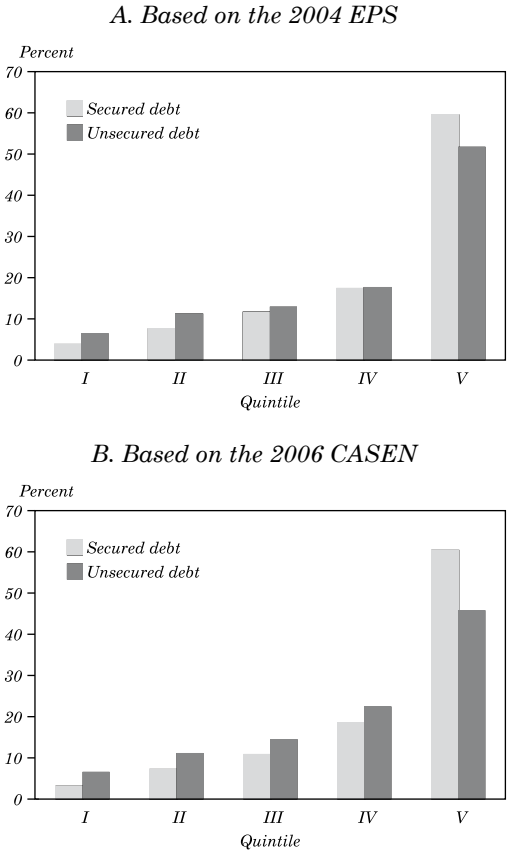 A. Based on the 2004 EPS
Percent
70
Secured debt
60
Unsecured debt
50
40
30
20
10
0
I II III IV V
Quintile
B. Based on the 2006 CASEN
Percent
70
Secured debt
60
Unsecured debt
50
40
30
20
10
0
I II III IV V
Quintile